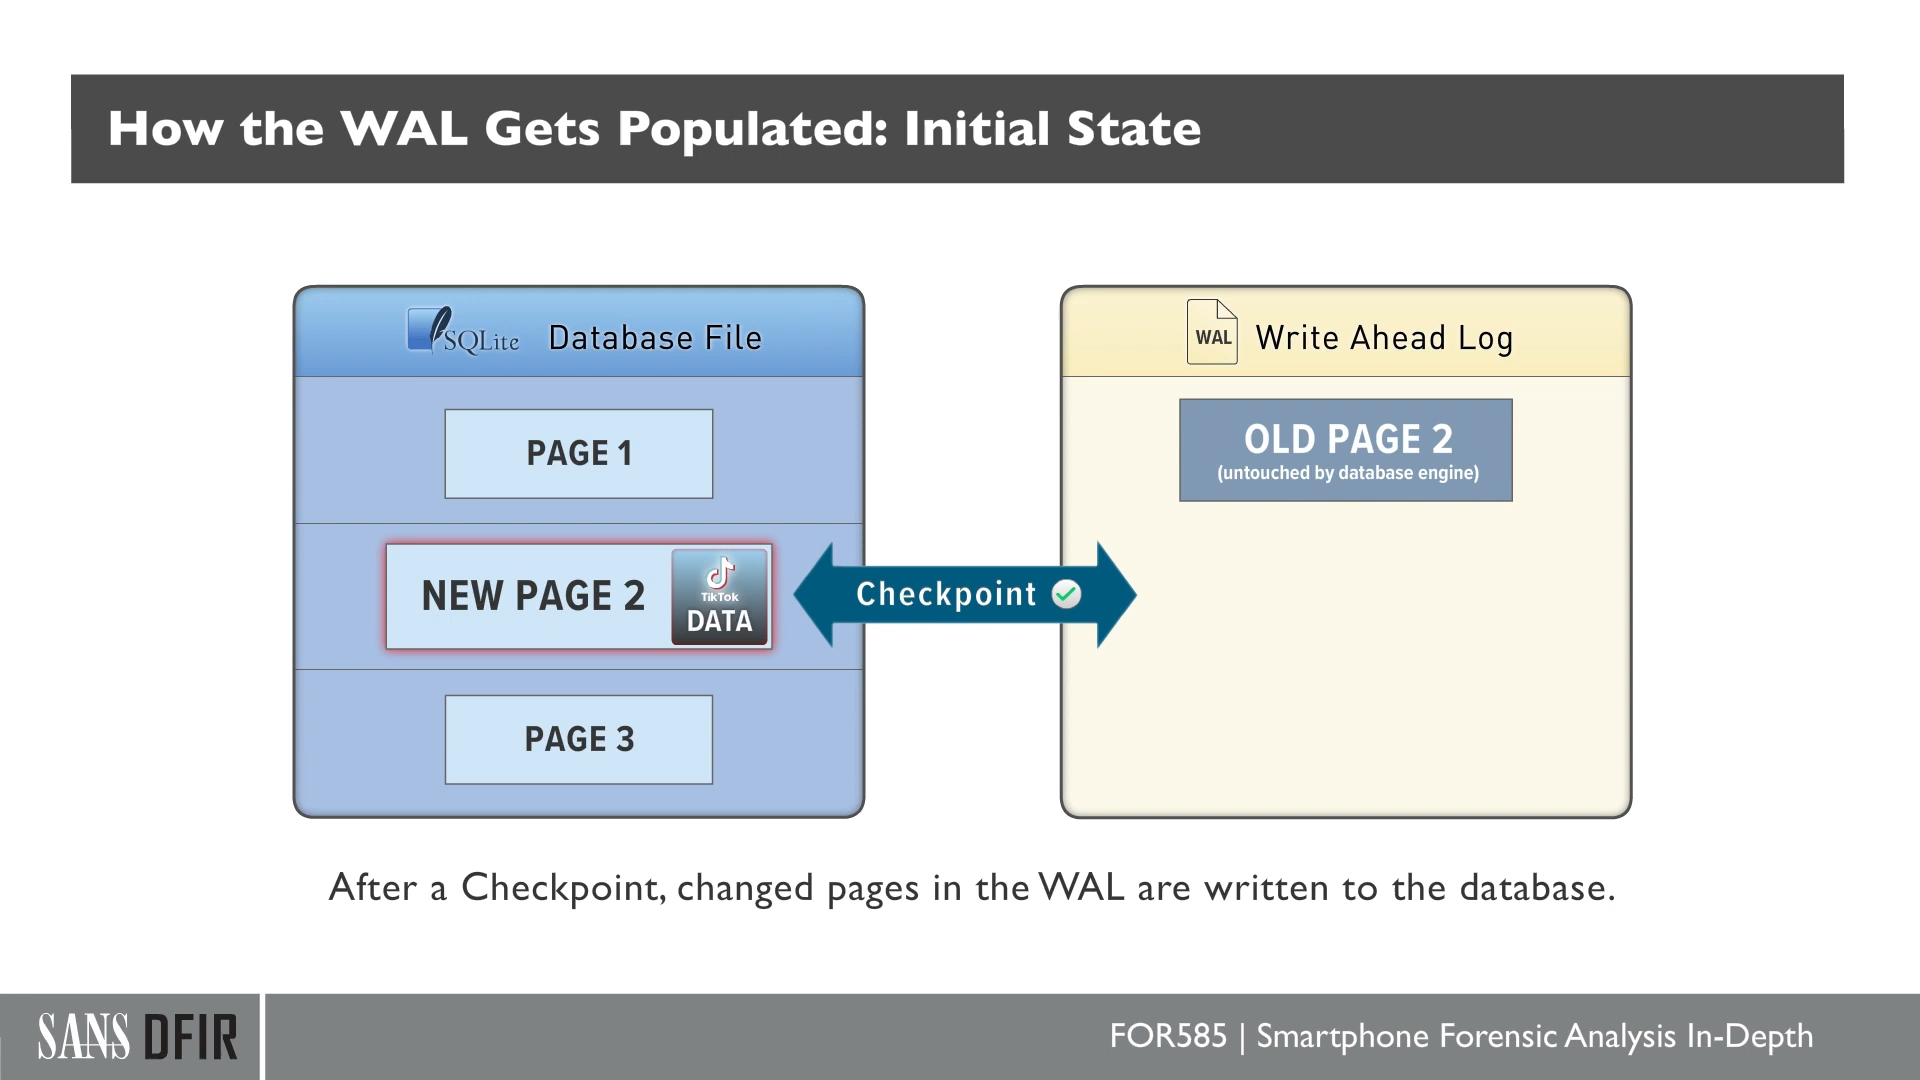 How the WAL Gets Populated: Initial State
SQLite Database File
PAGE 1
NEW PAGE 2
TikTok
DATA
PAGE 3
Checkpoint
WAL Write Ahead Log
OLD PAGE 2
(untouched by database engine)
After a Checkpoint, changed pages in the WAL are written to the database.
SANS DFIR
FOR585 | Smartphone Forensic Analysis In-Depth